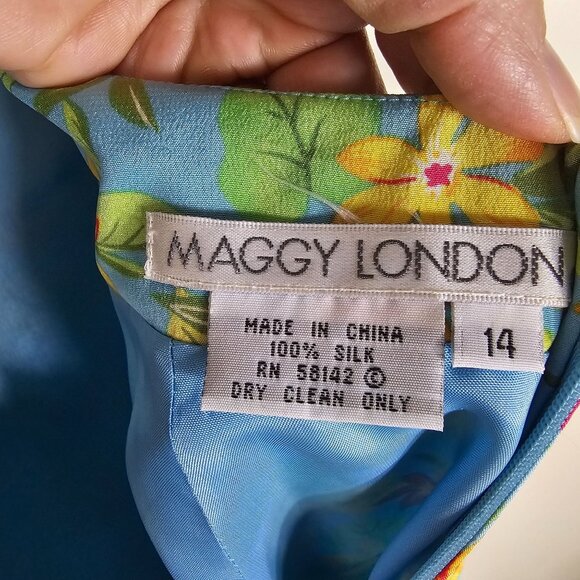 MAGGY LONDON
14
MADE IN CHINA
100% SILK
RN 58142 ©
DRY CLEAN ONLY